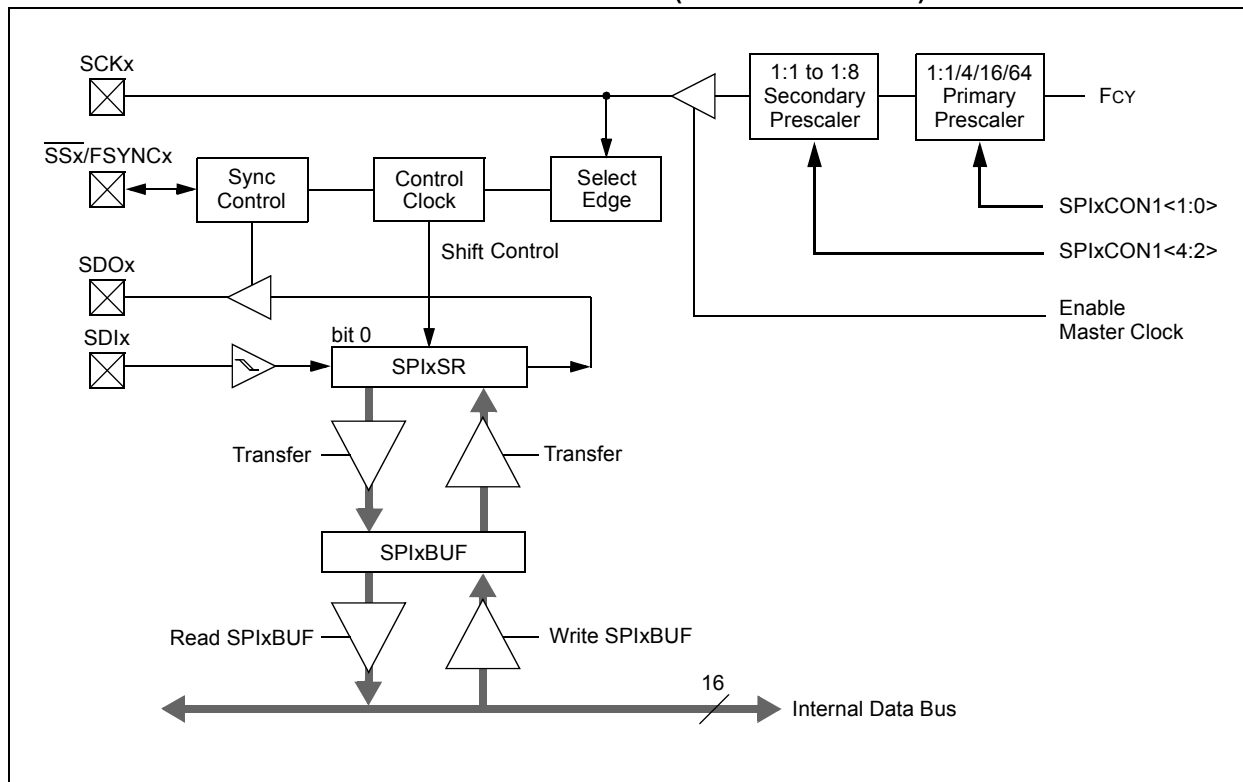 SCKx
SSx/FSYNCx
SDOx
SDIx
1:1 to 1:8
Secondary
Prescaler
1:1/4/16/64
Primary
Prescaler
FCY
Sync
Control
Control
Clock
Select
Edge
Shift Control
SPIxCON1<1:0>
SPIxCON1<4:2>
Enable
Master Clock
bit 0
SPIxSR
Transfer
Transfer
SPIxBUF
Read SPIxBUF
Write SPIxBUF
16
Internal Data Bus